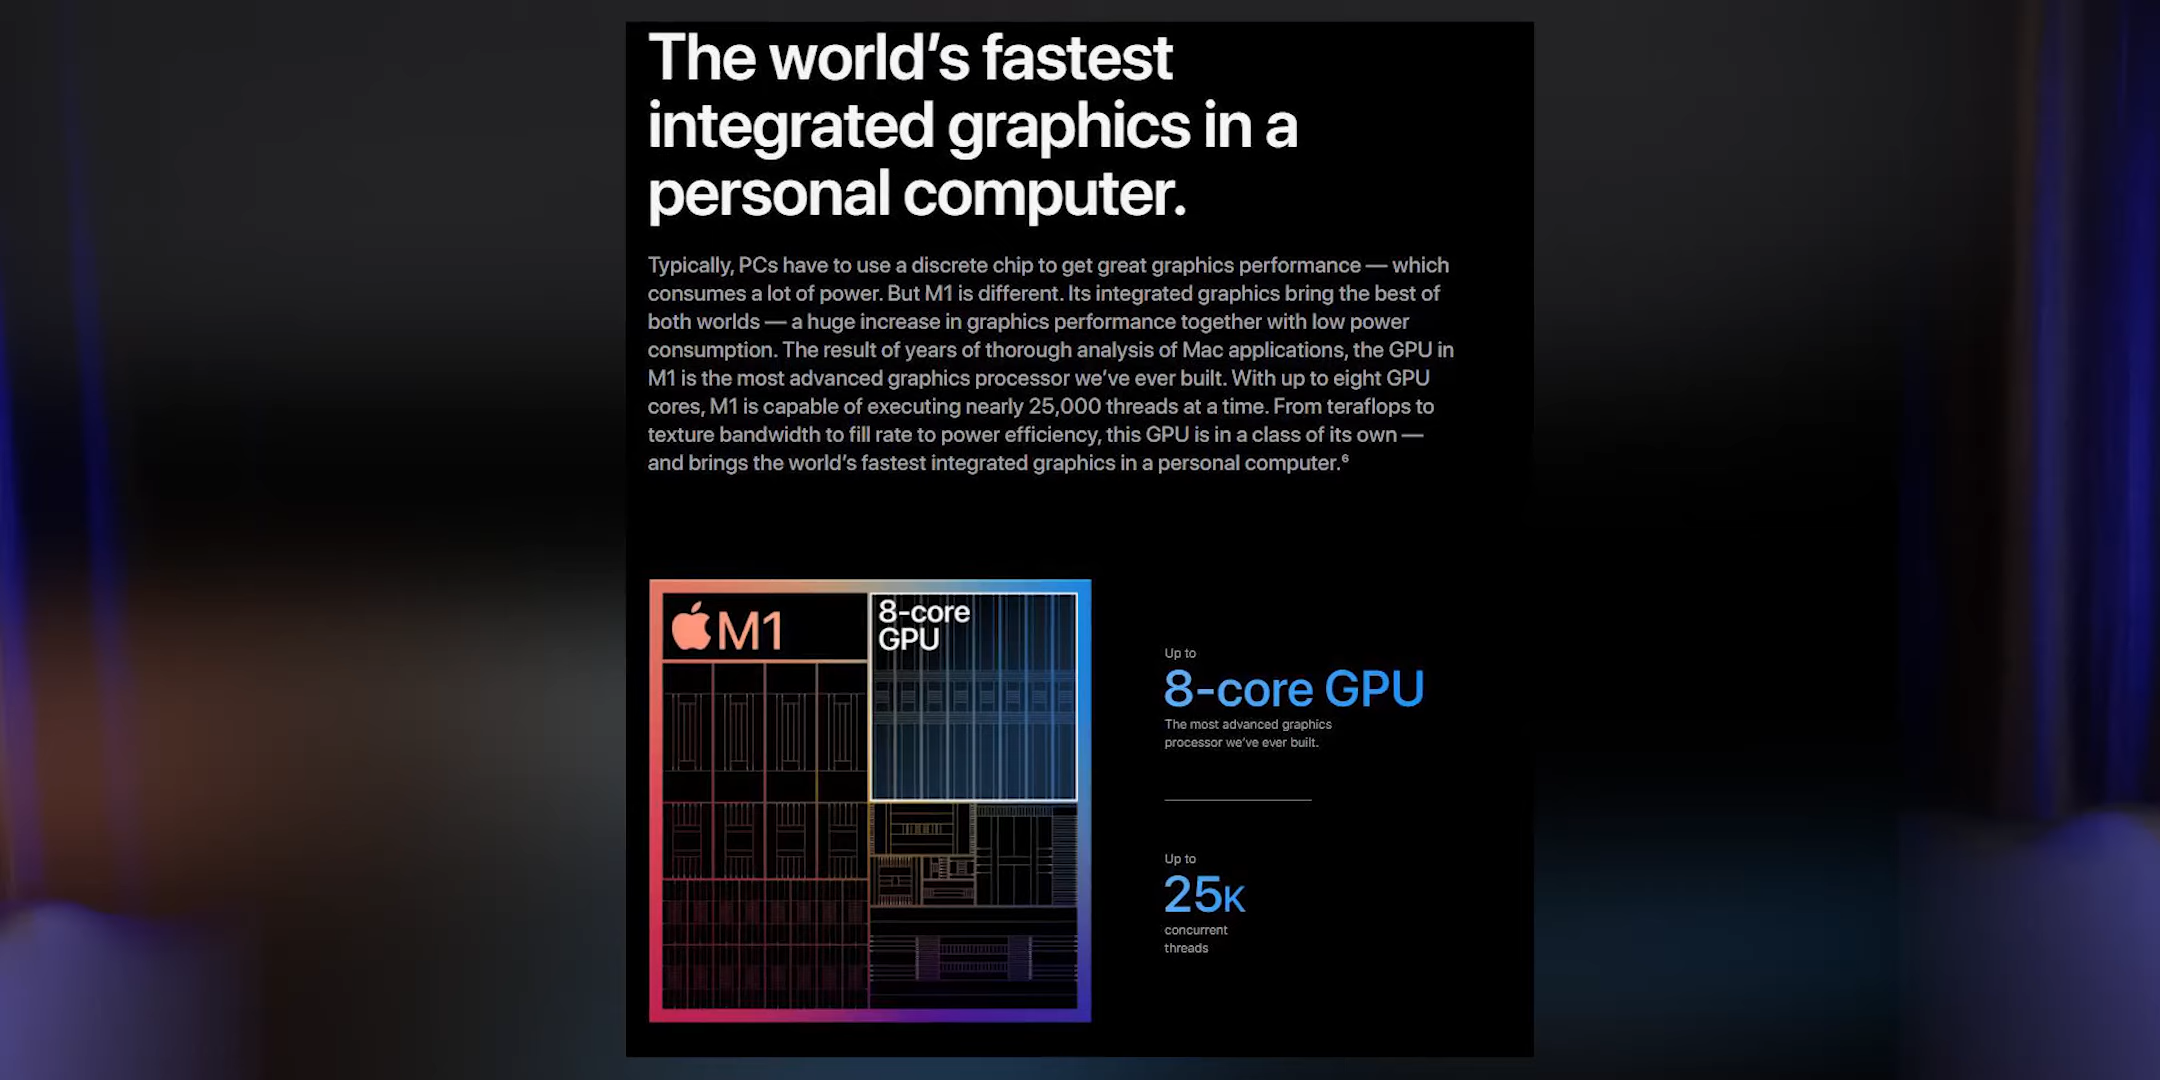 The world’s fastest
integrated graphics in a
personal computer.
Typically, PCs have to use a discrete chip to get great graphics performance — which
consumes a lot of power. But M1 is different. Its integrated graphics bring the best of
both worlds — a huge increase in graphics performance together with low power
consumption. The result of years of thorough analysis of Mac applications, the GPU in
M1 is the most advanced graphics processor we’ve ever built. With up to eight GPU
cores, M1 is capable of executing nearly 25,000 threads at a time. From teraflops to
texture bandwidth to fill rate to power efficiency, this GPU is in a class of its own —
and brings the world’s fastest integrated graphics in a personal computer.⁶
M1
8-core
GPU
Up to
8-core GPU
The most advanced graphics
processor we’ve ever built.
Up to
25K
concurrent
threads